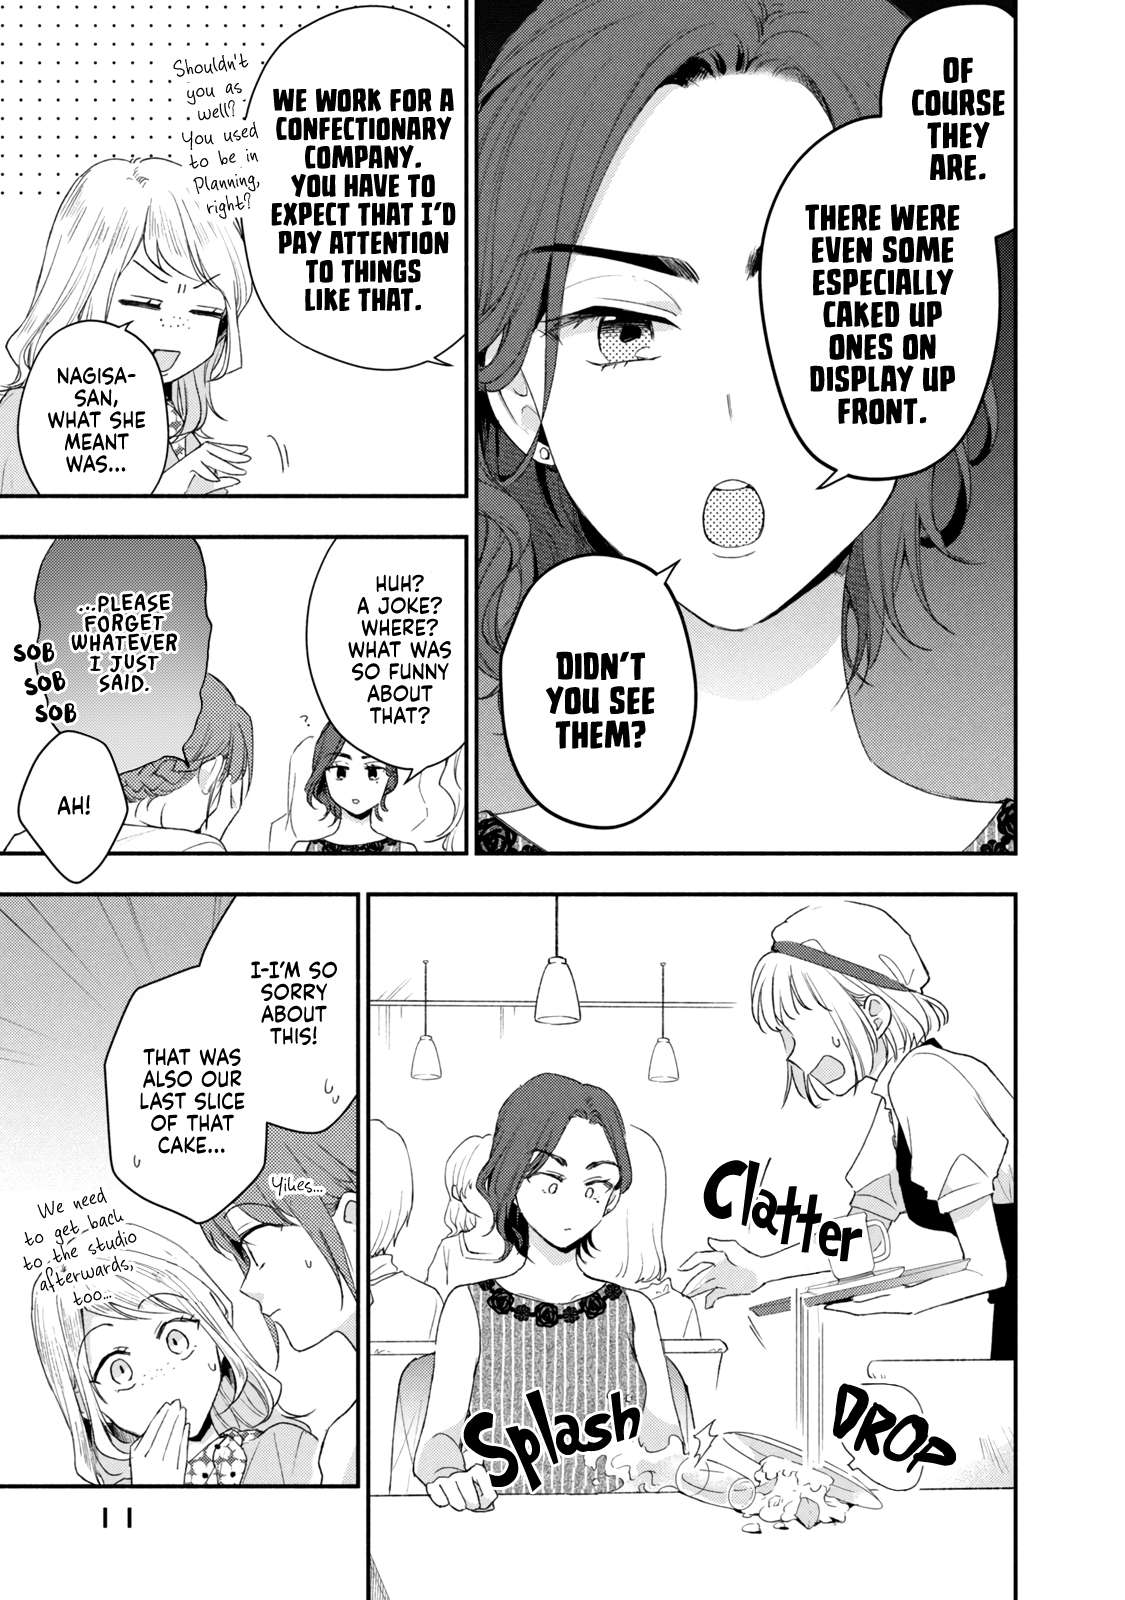 OF
COURSE
THEY
ARE.
THERE WERE
EVEN SOME
ESPECIALLY
CAKED UP
ONES ON
DISPLAY UP
FRONT.
DIDN'T
YOU SEE
THEM?
WE WORK FOR A
CONFECTIONARY
COMPANY.
YOU HAVE TO
EXPECT THAT I'D
PAY ATTENTION
TO THINGS
LIKE THAT.
Shouldn't
you as
well?
You used
to be in
Planning,
right?
NAGISA-
SAN,
WHAT SHE
MEANT
WAS...
HUH?
A JOKE?
WHERE?
WHAT WAS
SO FUNNY
ABOUT
THAT?
?
...PLEASE
FORGET
WHATEVER
I JUST
SAID.
SOB
SOB
SOB
AH!
Clatter
DROP
Splash
I-I'M SO
SORRY
ABOUT
THIS!
THAT WAS
ALSO OUR
LAST SLICE
OF THAT
CAKE...
Yikes...
We need
to get back
to the studio
afterwards,
too...
11